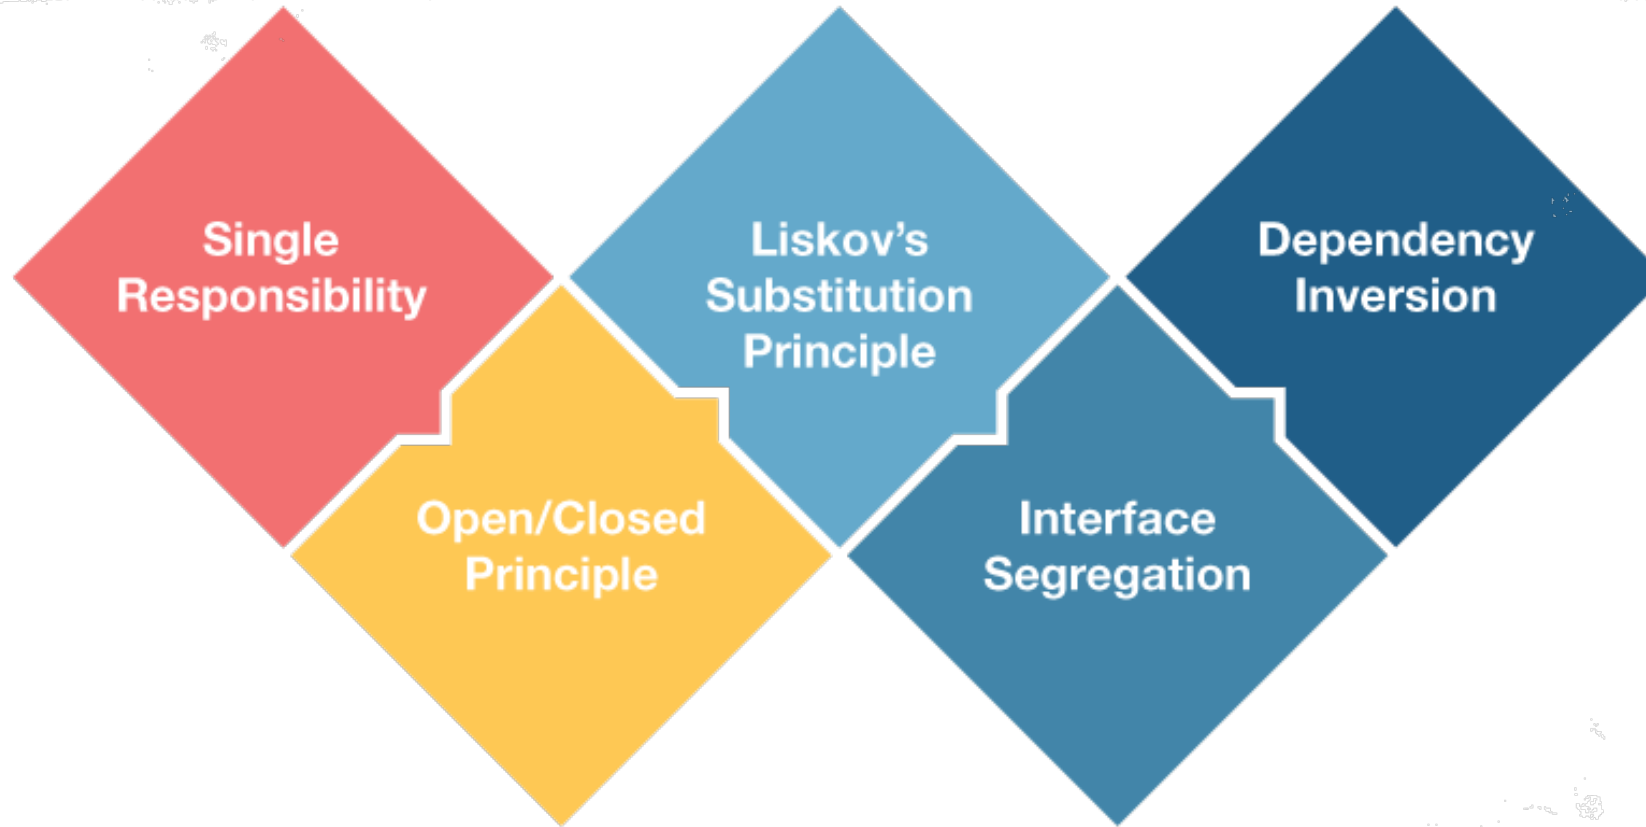 Single
Responsibility
Open/Closed
Principle
Liskov’s
Substitution
Principle
Interface
Segregation
Dependency
Inversion